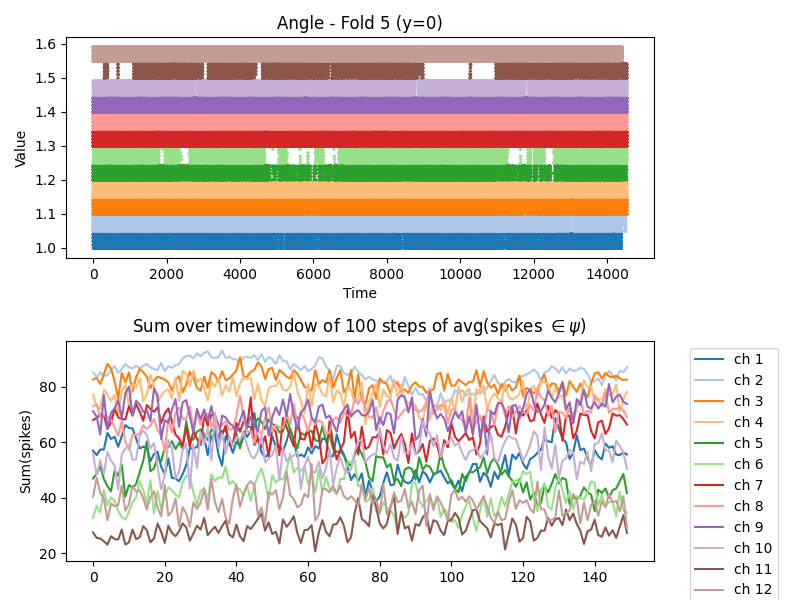 Angle - Fold 5 (y=0)
1.6
1.5
1.4
1.3
1.2
1.1
1.0
Value
0 2000 4000 6000 8000 10000 12000 14000
Time
Sum over timewindow of 100 steps of avg(spikes ∈ψ)
80
60
40
20
Sum(spikes)
0 20 40 60 80 100 120 140
ch 1
ch 2
ch 3
ch 4
ch 5
ch 6
ch 7
ch 8
ch 9
ch 10
ch 11
ch 12